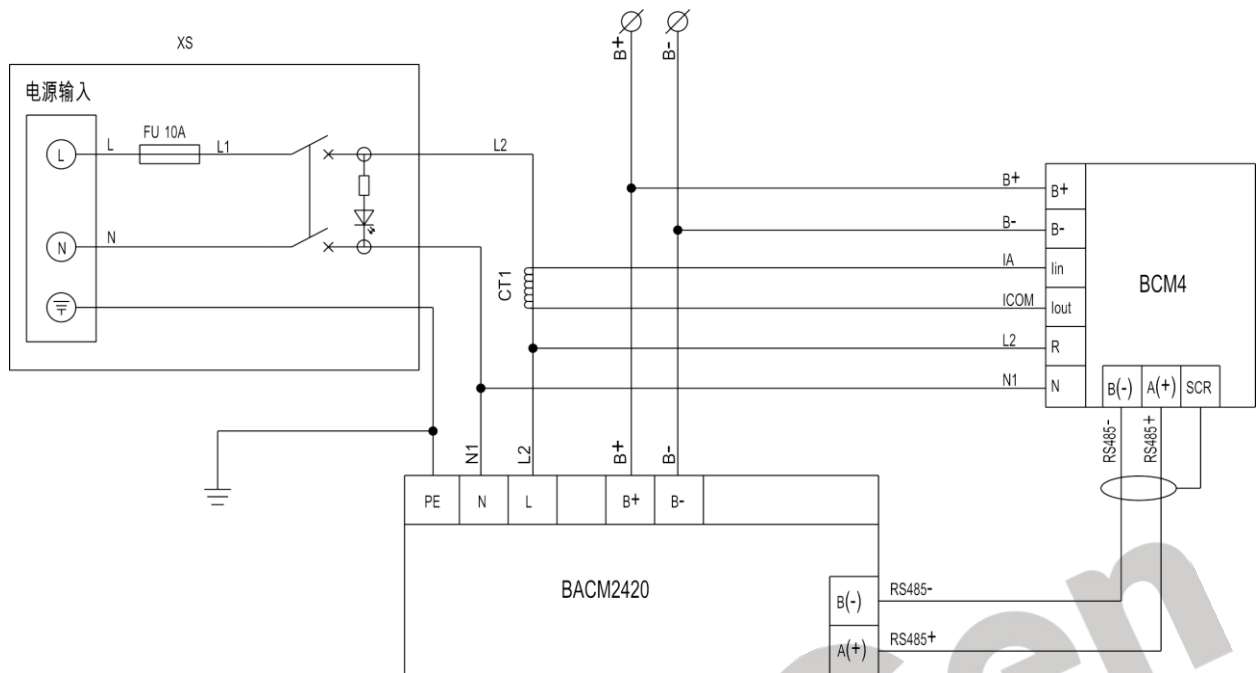 XS
B+
B-
电源输入
L
L
FU 10A
L1
L2
N
N
CT1
B+
B+
B-
B-
IA
Iin
ICOM
Iout
L2
R
N1
N
BCM4
B(-)
A(+)
SCR
RS485-
RS485+
N1
L2
B+
B-
PE
N
L
B+
B-
BACM2420
B(-)
RS485-
A(+)
RS485+
en